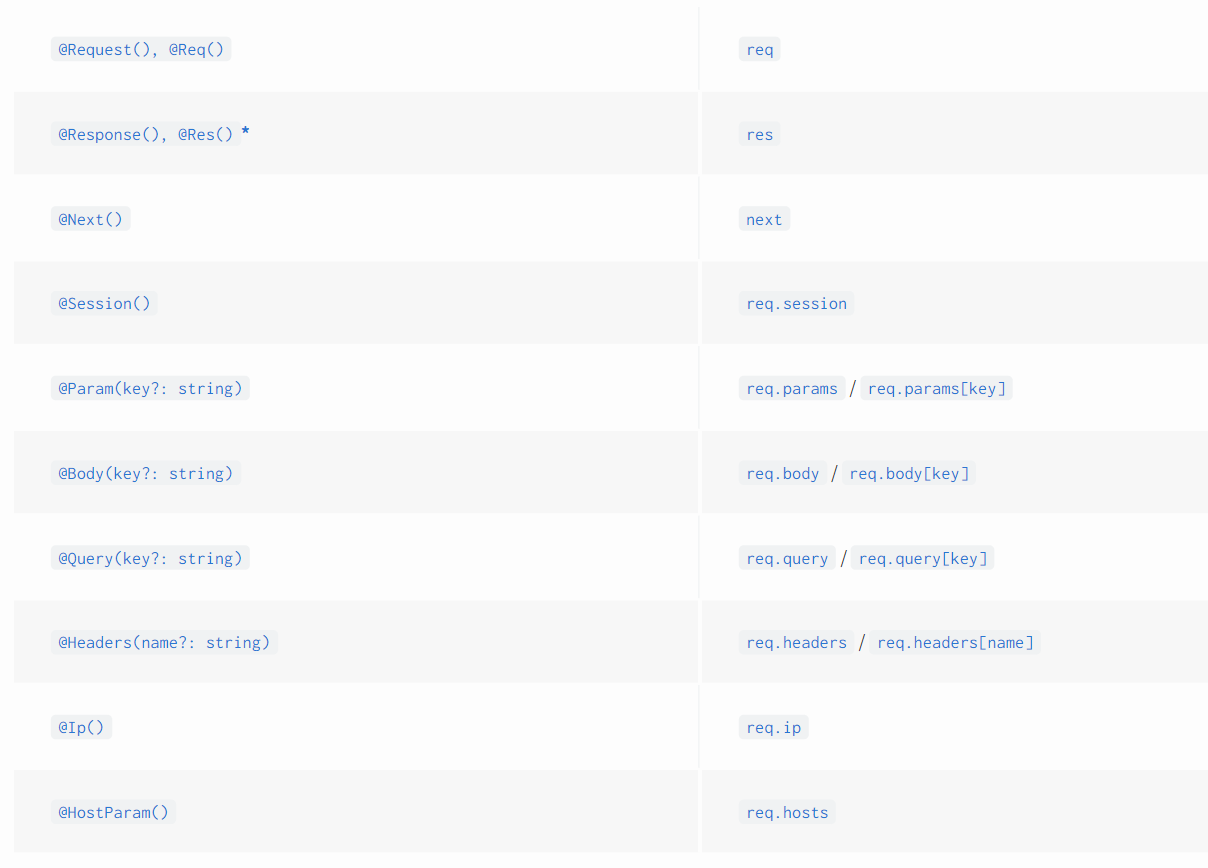 @Request(), @Req() req
@Response(), @Res() * res
@Next() next
@Session() req.session
@Param(key?: string) req.params / req.params[key]
@Body(key?: string) req.body / req.body[key]
@Query(key?: string) req.query / req.query[key]
@Headers(name?: string) req.headers / req.headers[name]
@Ip() req.ip
@HostParam() req.hosts